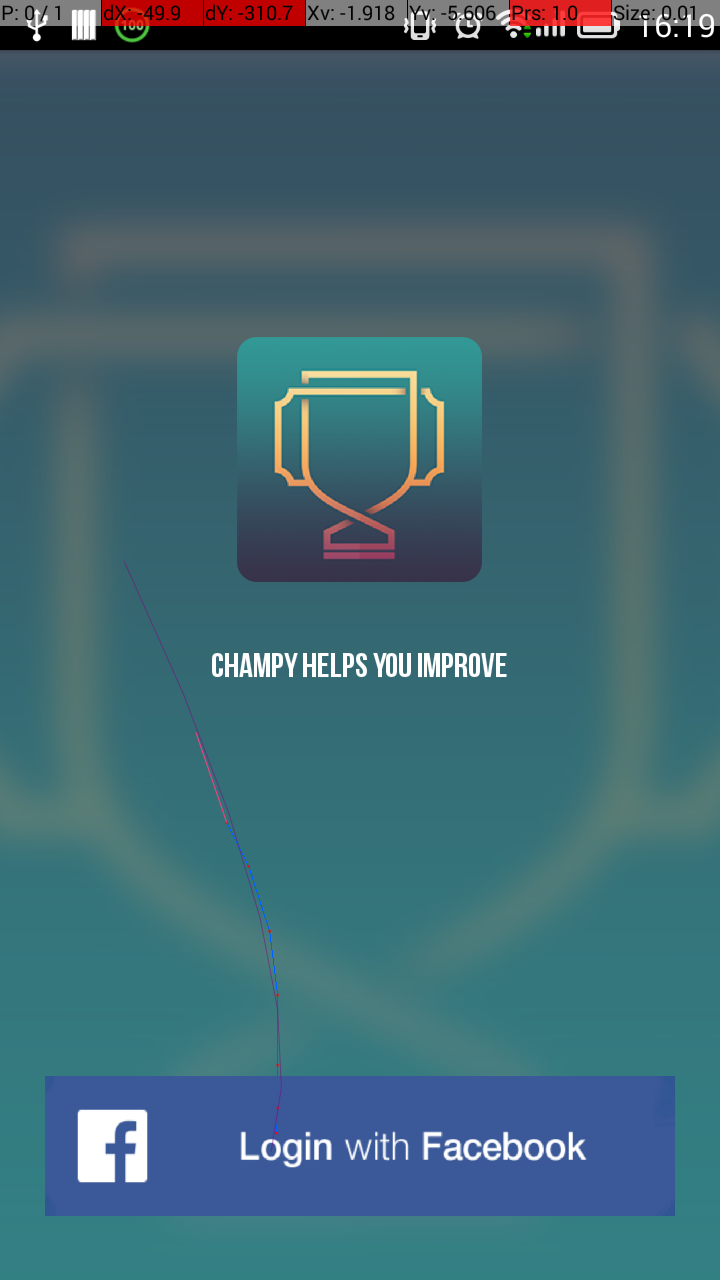 P: 0 / 1 dX: -49.9 dY: -310.7 Xv: -1.918 Yv: -5.606 Prs: 1.0 Size: 0.01
100 16:19
CHAMPY HELPS YOU IMPROVE
Login with Facebook